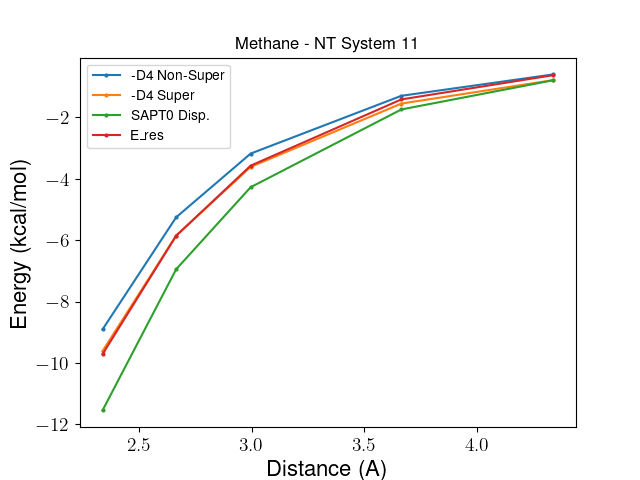 Methane - NT System 11
-D4 Non-Super
-D4 Super
SAPT0 Disp.
E_res
Energy (kcal/mol)
−2
−4
−6
−8
−10
−12
2.5 3.0 3.5 4.0
Distance (A)